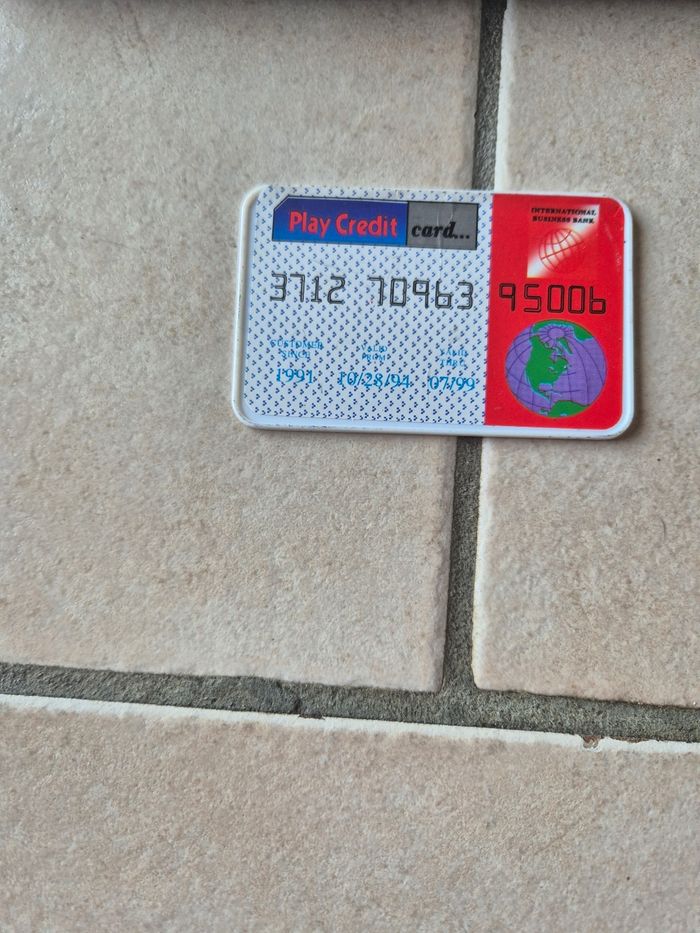 Play Credit card...
INTERNATIONAL
BUSINESS BANK
3712 70963 95006
CUSTOMER SINCE
VALID FROM
VALID THRU
1991 10/28/94 07/99